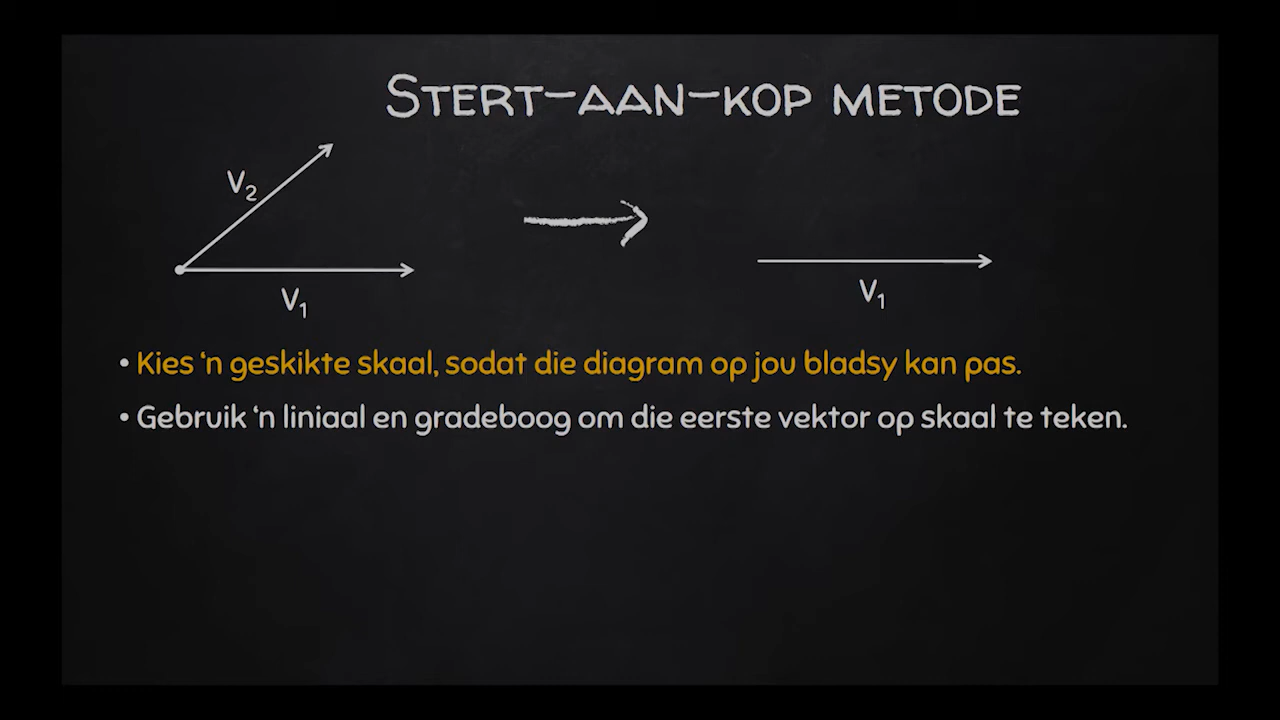 Stert-aan-kop metode
V₂
V₁
V₁
• Kies ‘n geskikte skaal, sodat die diagram op jou bladsy kan pas.
• Gebruik ‘n liniaal en gradeboog om die eerste vektor op skaal te teken.